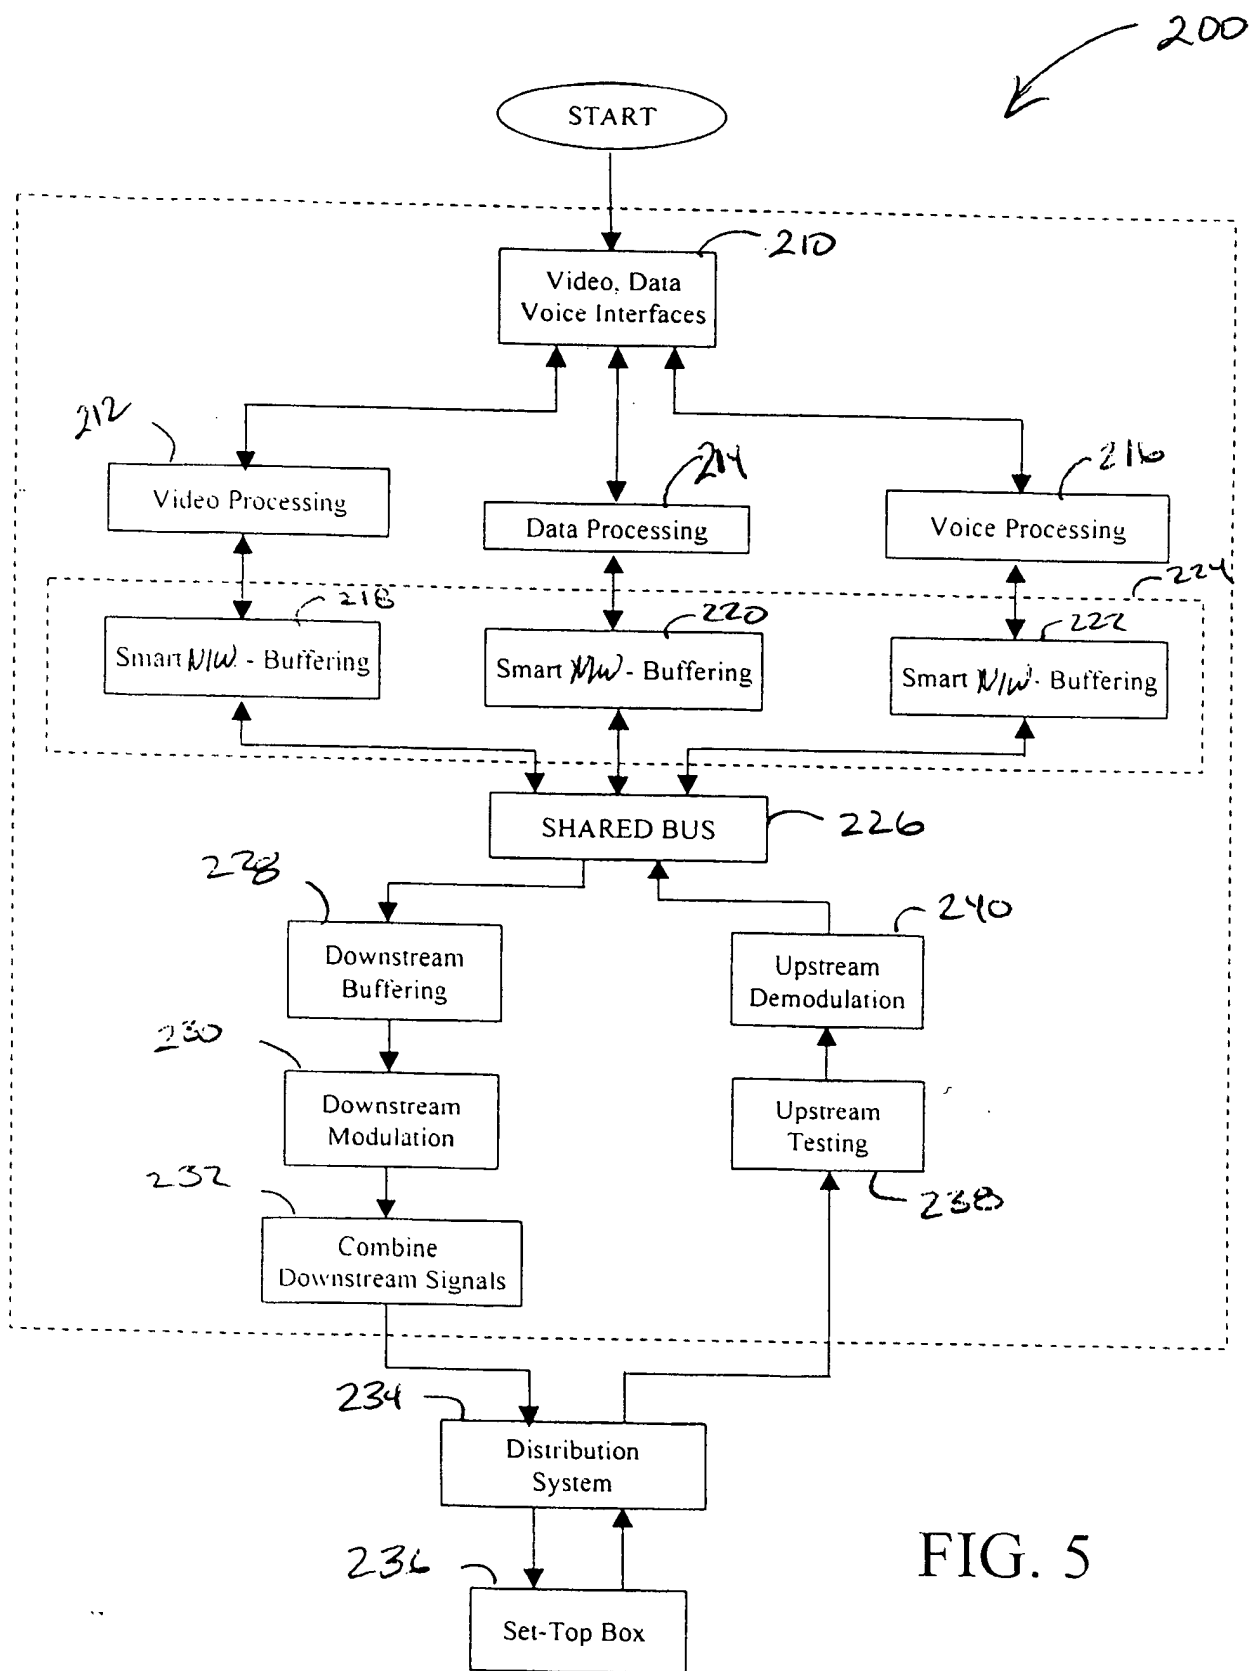 200
START
210
Video, Data
Voice Interfaces
212
Video Processing
214
Data Processing
216
Voice Processing
224
218
Smart N/W - Buffering
220
Smart N/W - Buffering
222
Smart N/W - Buffering
SHARED BUS
226
228
Downstream
Buffering
240
Upstream
Demodulation
230
Downstream
Modulation
Upstream
Testing
238
232
Combine
Downstream Signals
234
Distribution
System
236
Set-Top Box
FIG. 5